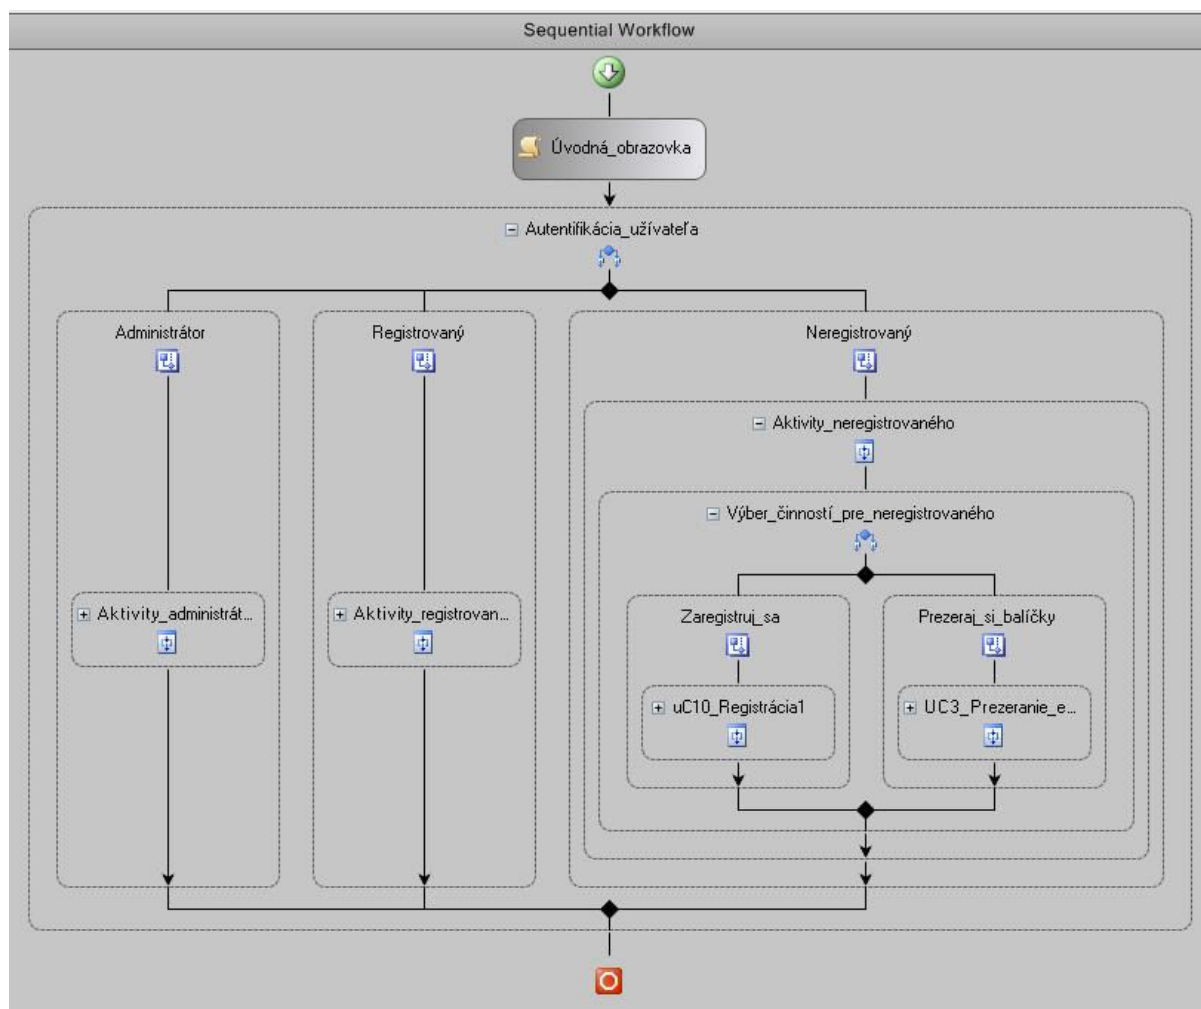 Sequential Workflow
Úvodná_obrazovka
Autentifikácia_užívateľa
Administrátor
Registrovaný
Neregistrovaný
Aktivity_neregistrovaného
Výber_činností_pre_neregistrovaného
Aktivity_administrát...
Aktivity_registrovan...
Zaregistruj_sa
Prezeraj_si_balíčky
uC10_Registrácia1
UC3_Prezeranie_e...